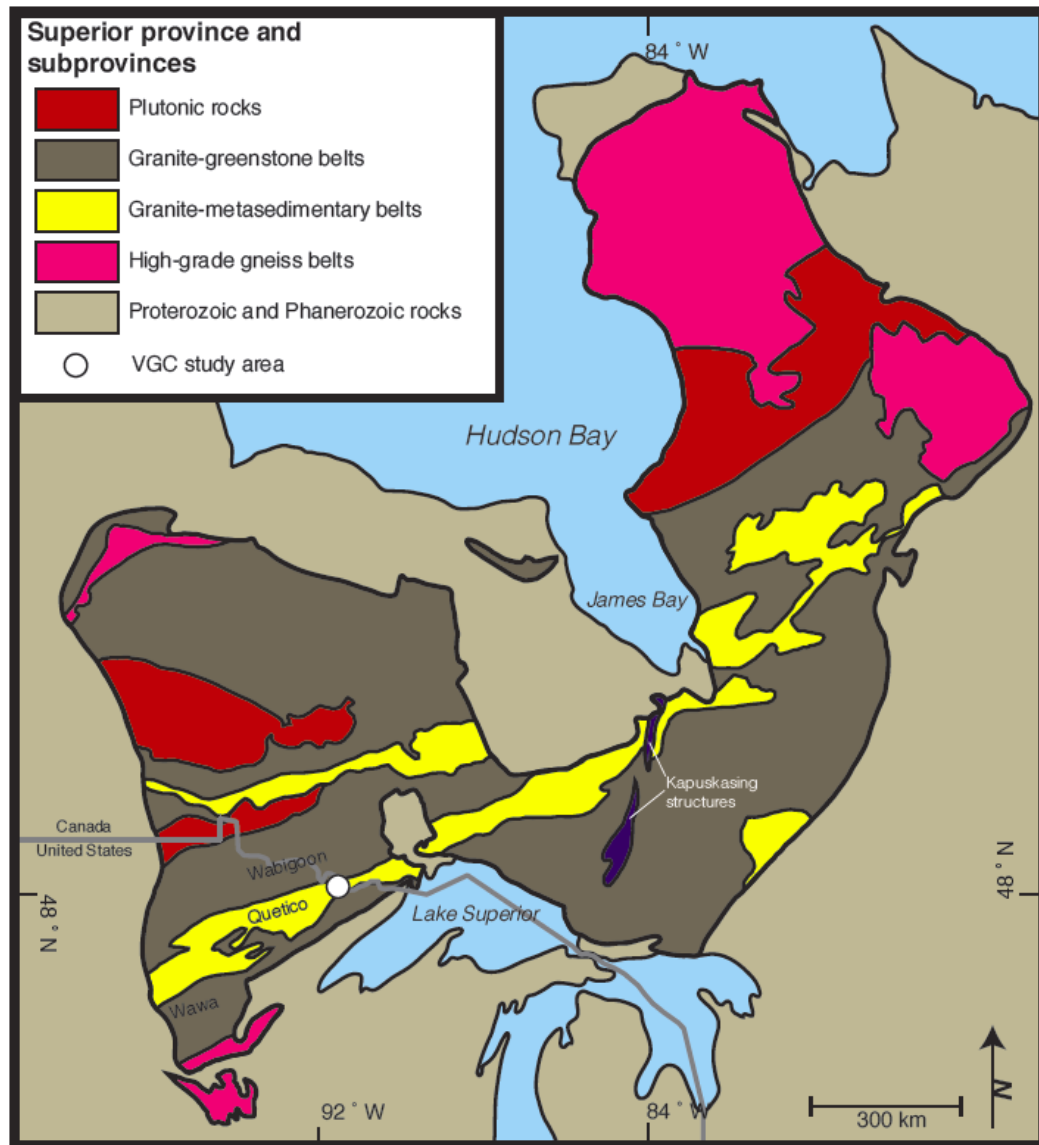 Superior province and
subprovinces
Plutonic rocks
Granite-greenstone belts
Granite-metasedimentary belts
High-grade gneiss belts
Proterozoic and Phanerozoic rocks
VGC study area
84 ° W
Hudson Bay
James Bay
Kapuskasing
structures
Canada
United States
Wabigoon
Quetico
Lake Superior
Wawa
48 ° N
48 ° N
92 ° W
84 ° W
300 km
N